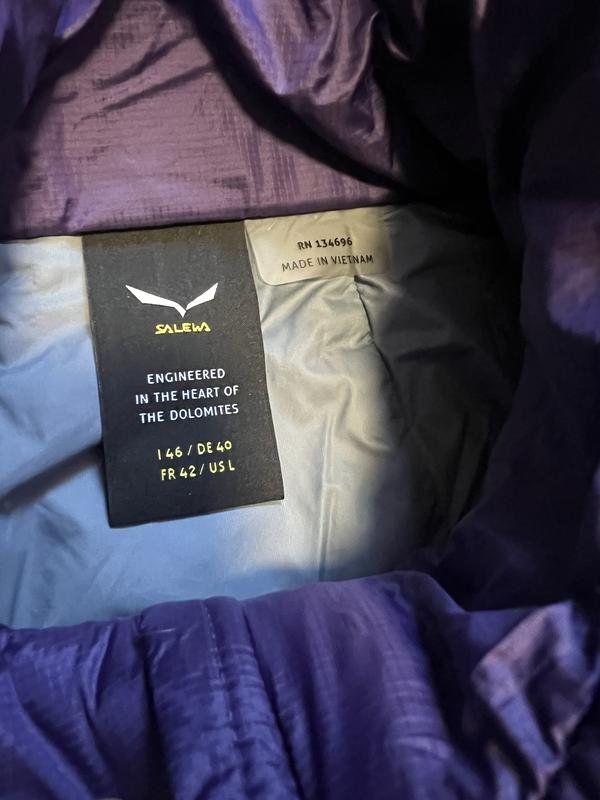 RN 134696
MADE IN VIETNAM
SALEWA
ENGINEERED
IN THE HEART OF
THE DOLOMITES
I 46 / DE 40
FR 42 / US L